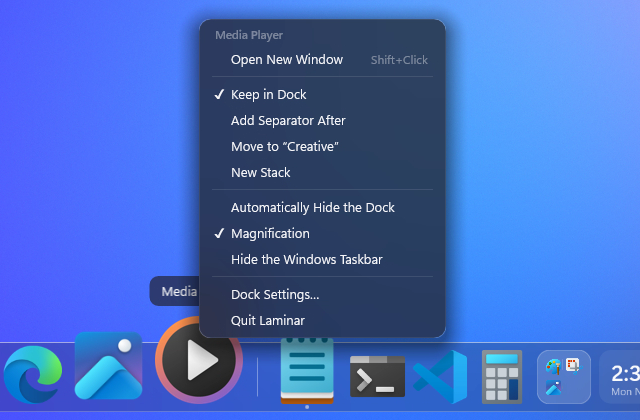 Media Player
Open New Window Shift+Click
✓ Keep in Dock
Add Separator After
Move to “Creative”
New Stack
Automatically Hide the Dock
✓ Magnification
Hide the Windows Taskbar
Dock Settings...
Quit Laminar
Media
2:3
Mon N